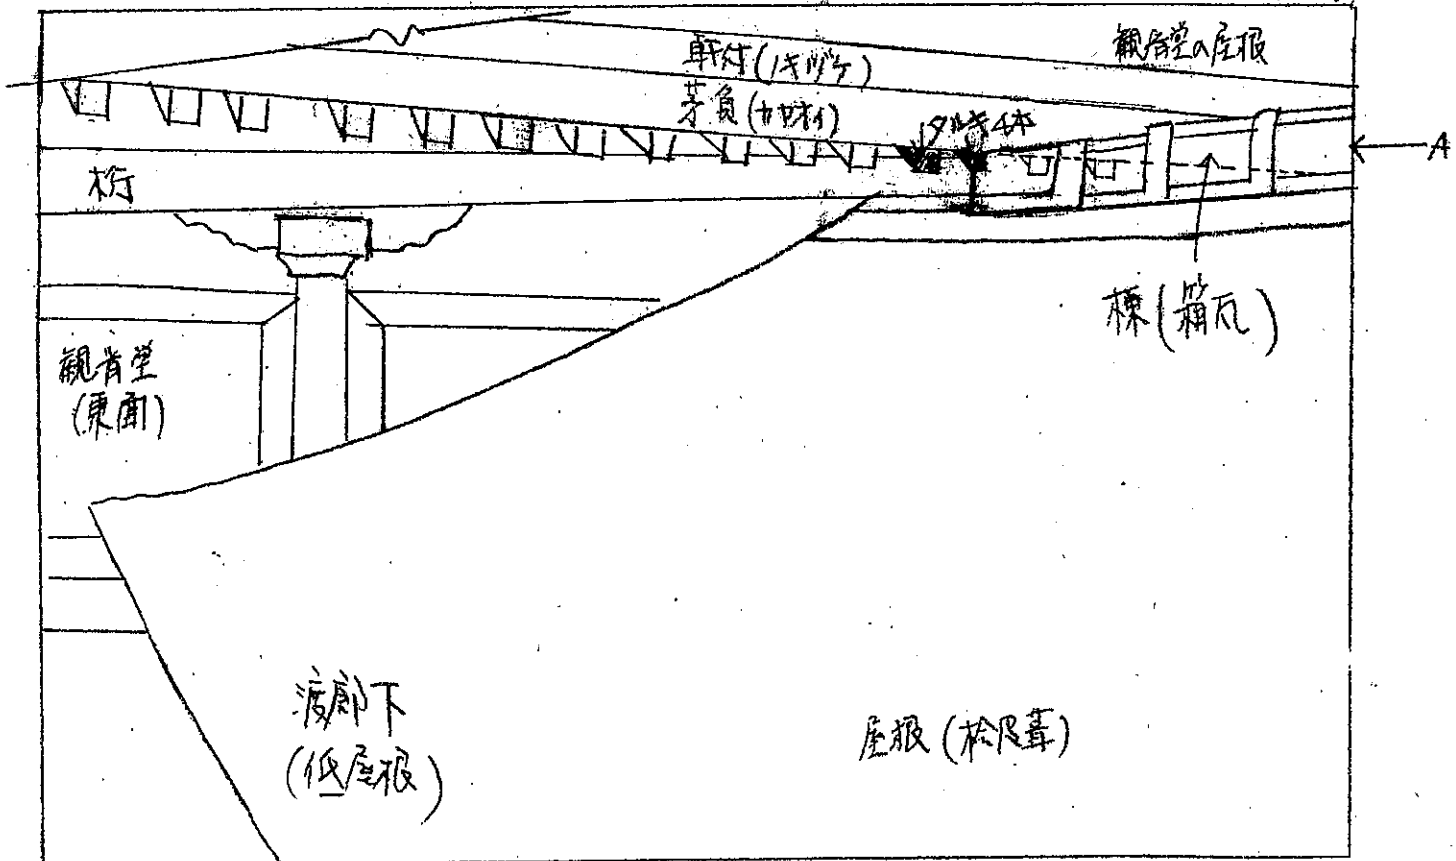 観音堂の屋根
軒付(ノキヅケ)
茅負(カヤオイ)
タルキ4本
A
桁
棟(箱瓦)
観音堂
(東面)
渡廊下
(低屋根)
屋根(桧皮葺)